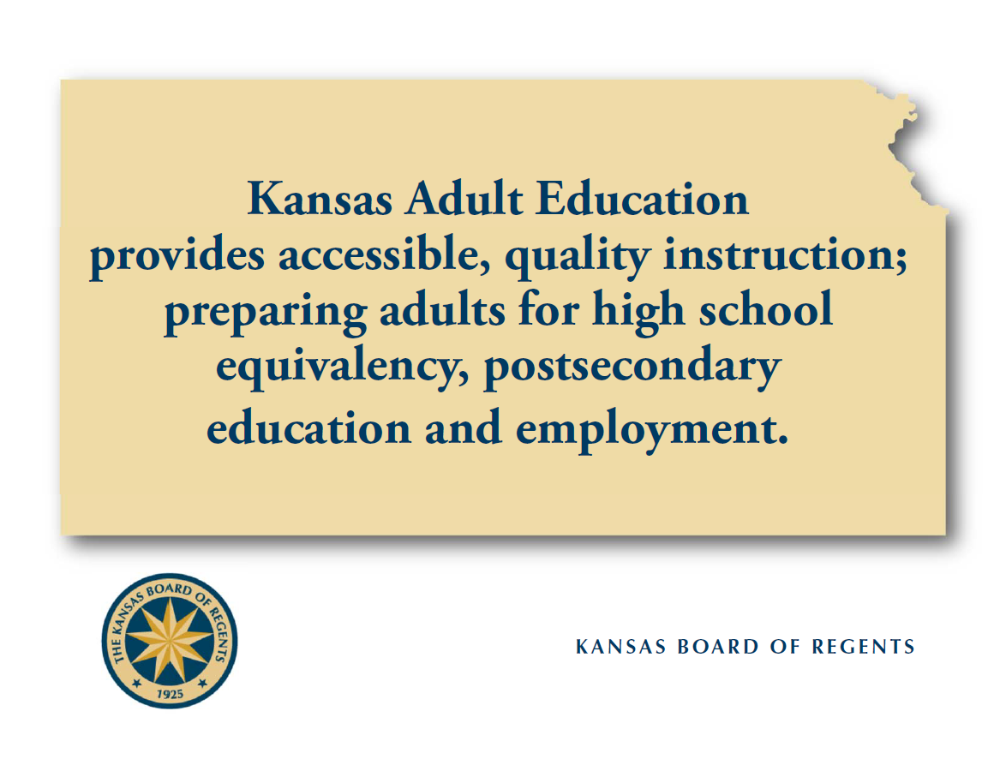 Kansas Adult Education
provides accessible, quality instruction;
preparing adults for high school
equivalency, postsecondary
education and employment.
THE KANSAS BOARD OF REGENTS
1925
KANSAS BOARD OF REGENTS